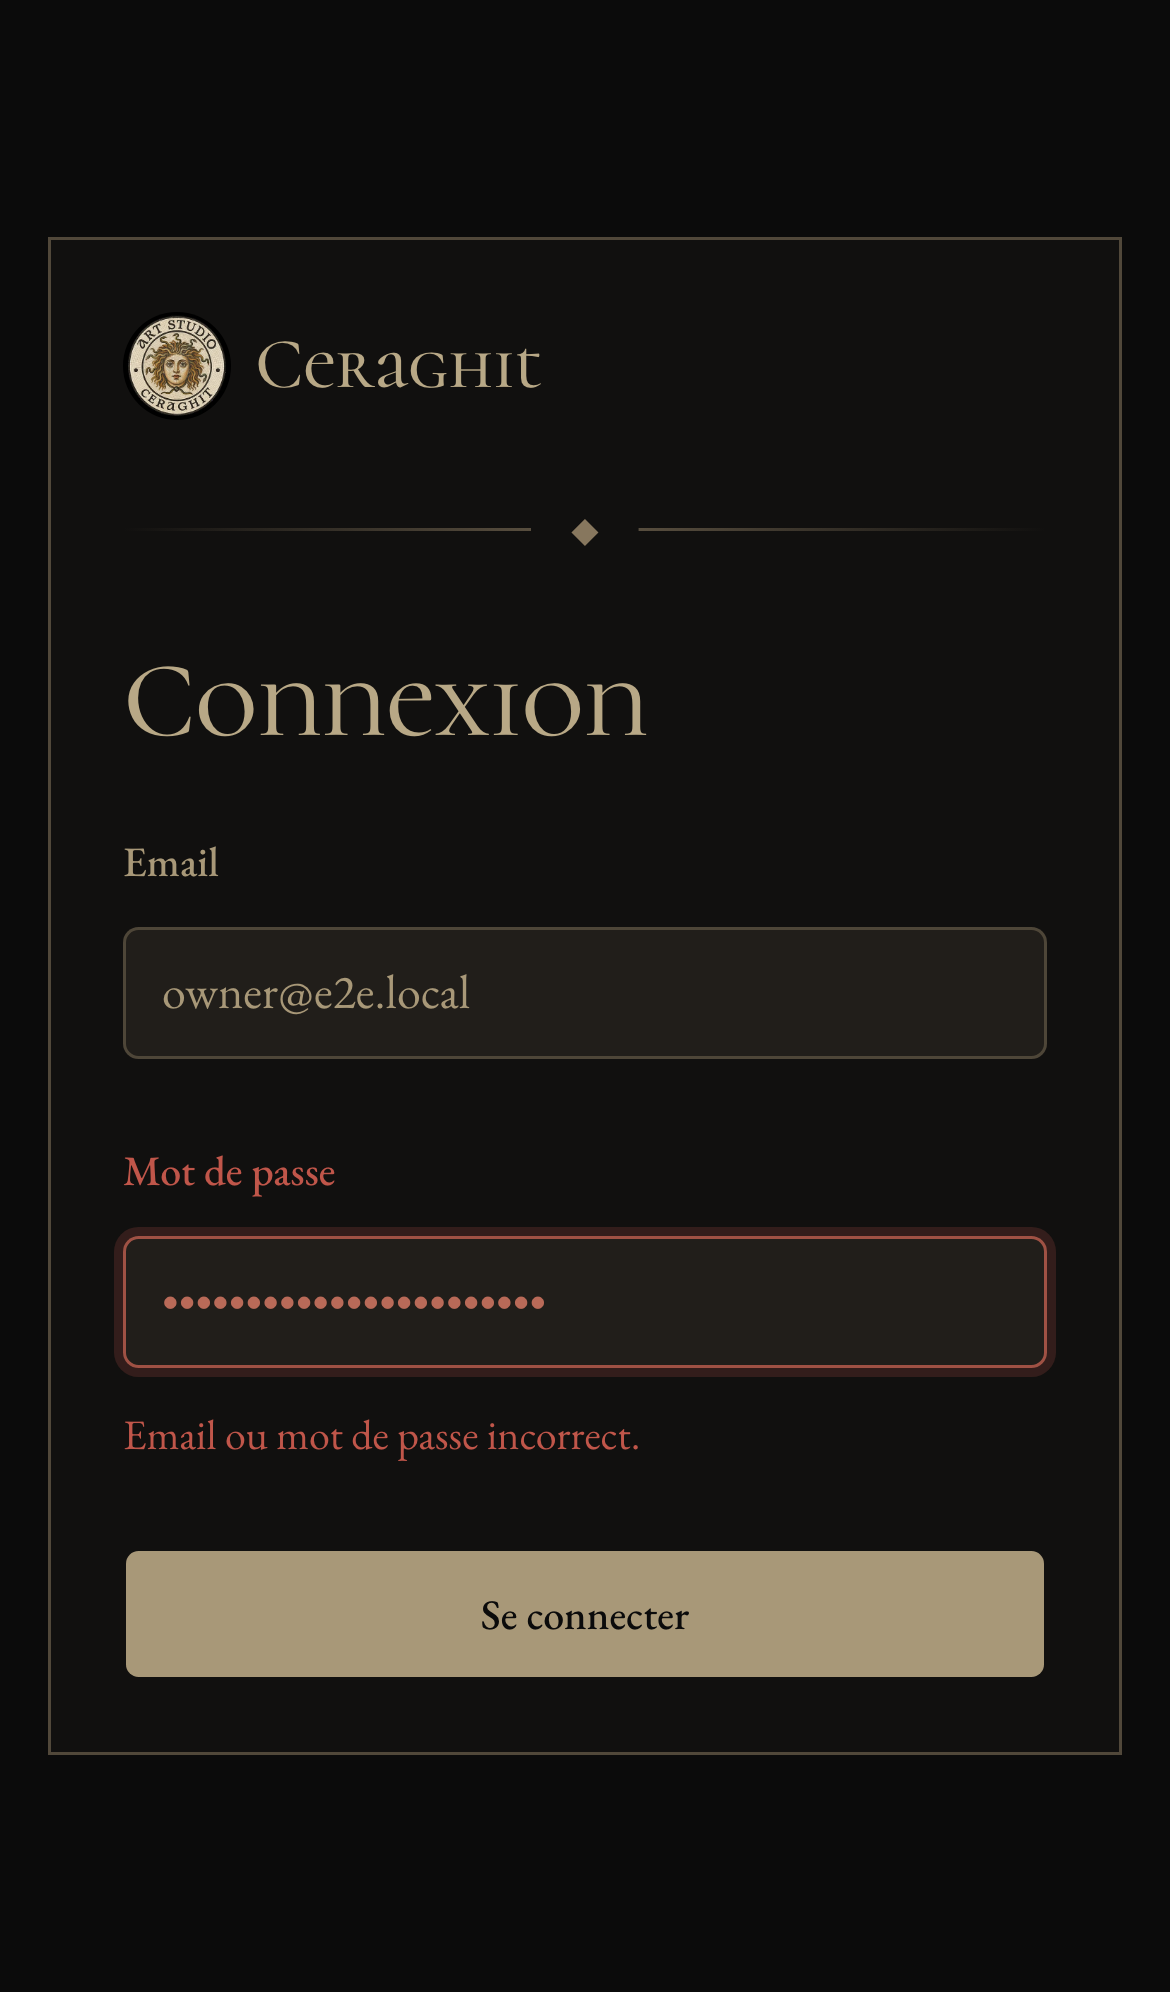 ART STUDIO
CERAGHIT
Ceraghit
Connexion
Email
owner@e2e.local
Mot de passe
•••••••••••••••••••••••
Email ou mot de passe incorrect.
Se connecter